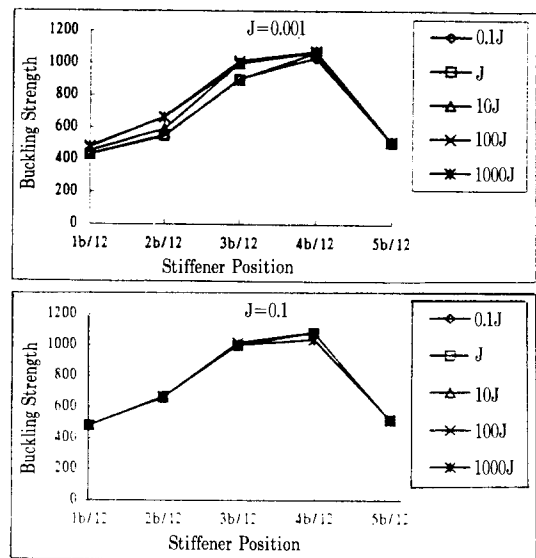 J=0.001
1200
1000
800
600
400
200
0
Buckling Strength
1b/12 2b/12 3b/12 4b/12 5b/12
Stiffener Position
0.1J
J
10J
100J
1000J
J=0.1
1200
1000
800
600
400
200
0
Buckling Strength
1b/12 2b/12 3b/12 4b/12 5b/12
Stiffener Position
0.1J
J
10J
100J
1000J